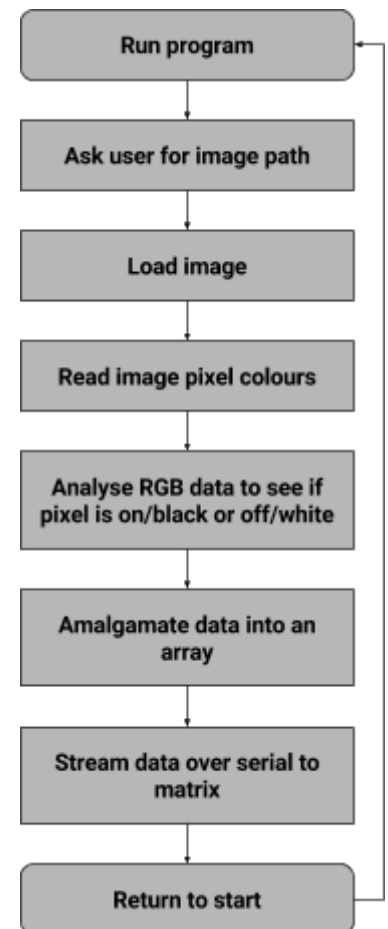 Run program
Ask user for image path
Load image
Read image pixel colours
Analyse RGB data to see if
pixel is on/black or off/white
Amalgamate data into an
array
Stream data over serial to
matrix
Return to start